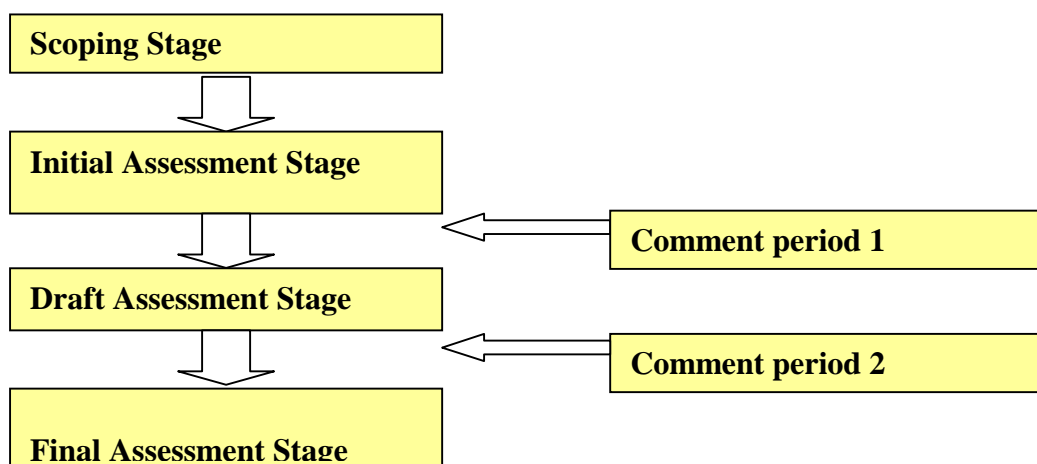 Scoping Stage
Initial Assessment Stage
Comment period 1
Draft Assessment Stage
Comment period 2
Final Assessment Stage